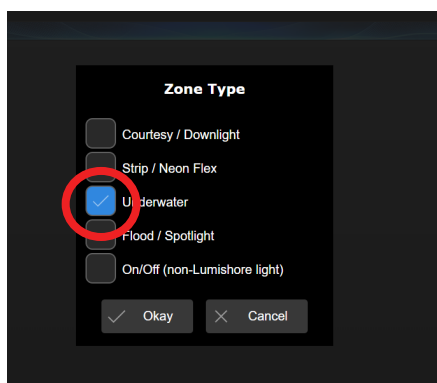 Zone Type
Courtesy / Downlight
Strip / Neon Flex
Underwater
Flood / Spotlight
On/Off (non-Lumishore light)
Okay
Cancel